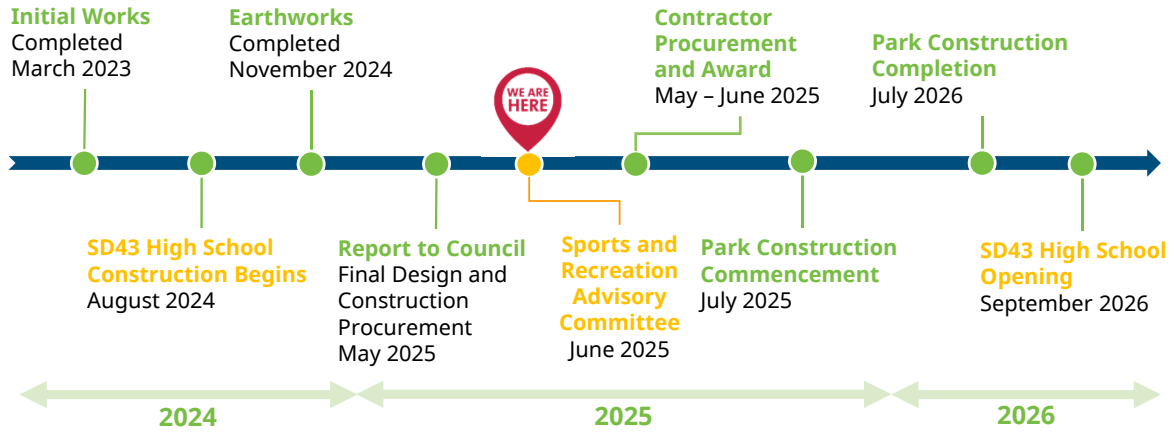 Initial Works
Completed
March 2023
Earthworks
Completed
November 2024
WE ARE
HERE
Contractor
Procurement
and Award
May – June 2025
Park Construction
Completion
July 2026
SD43 High School
Construction Begins
August 2024
Report to Council
Final Design and
Construction
Procurement
May 2025
Sports and
Recreation
Advisory
Committee
June 2025
Park Construction
Commencement
July 2025
SD43 High School
Opening
September 2026
2024
2025
2026